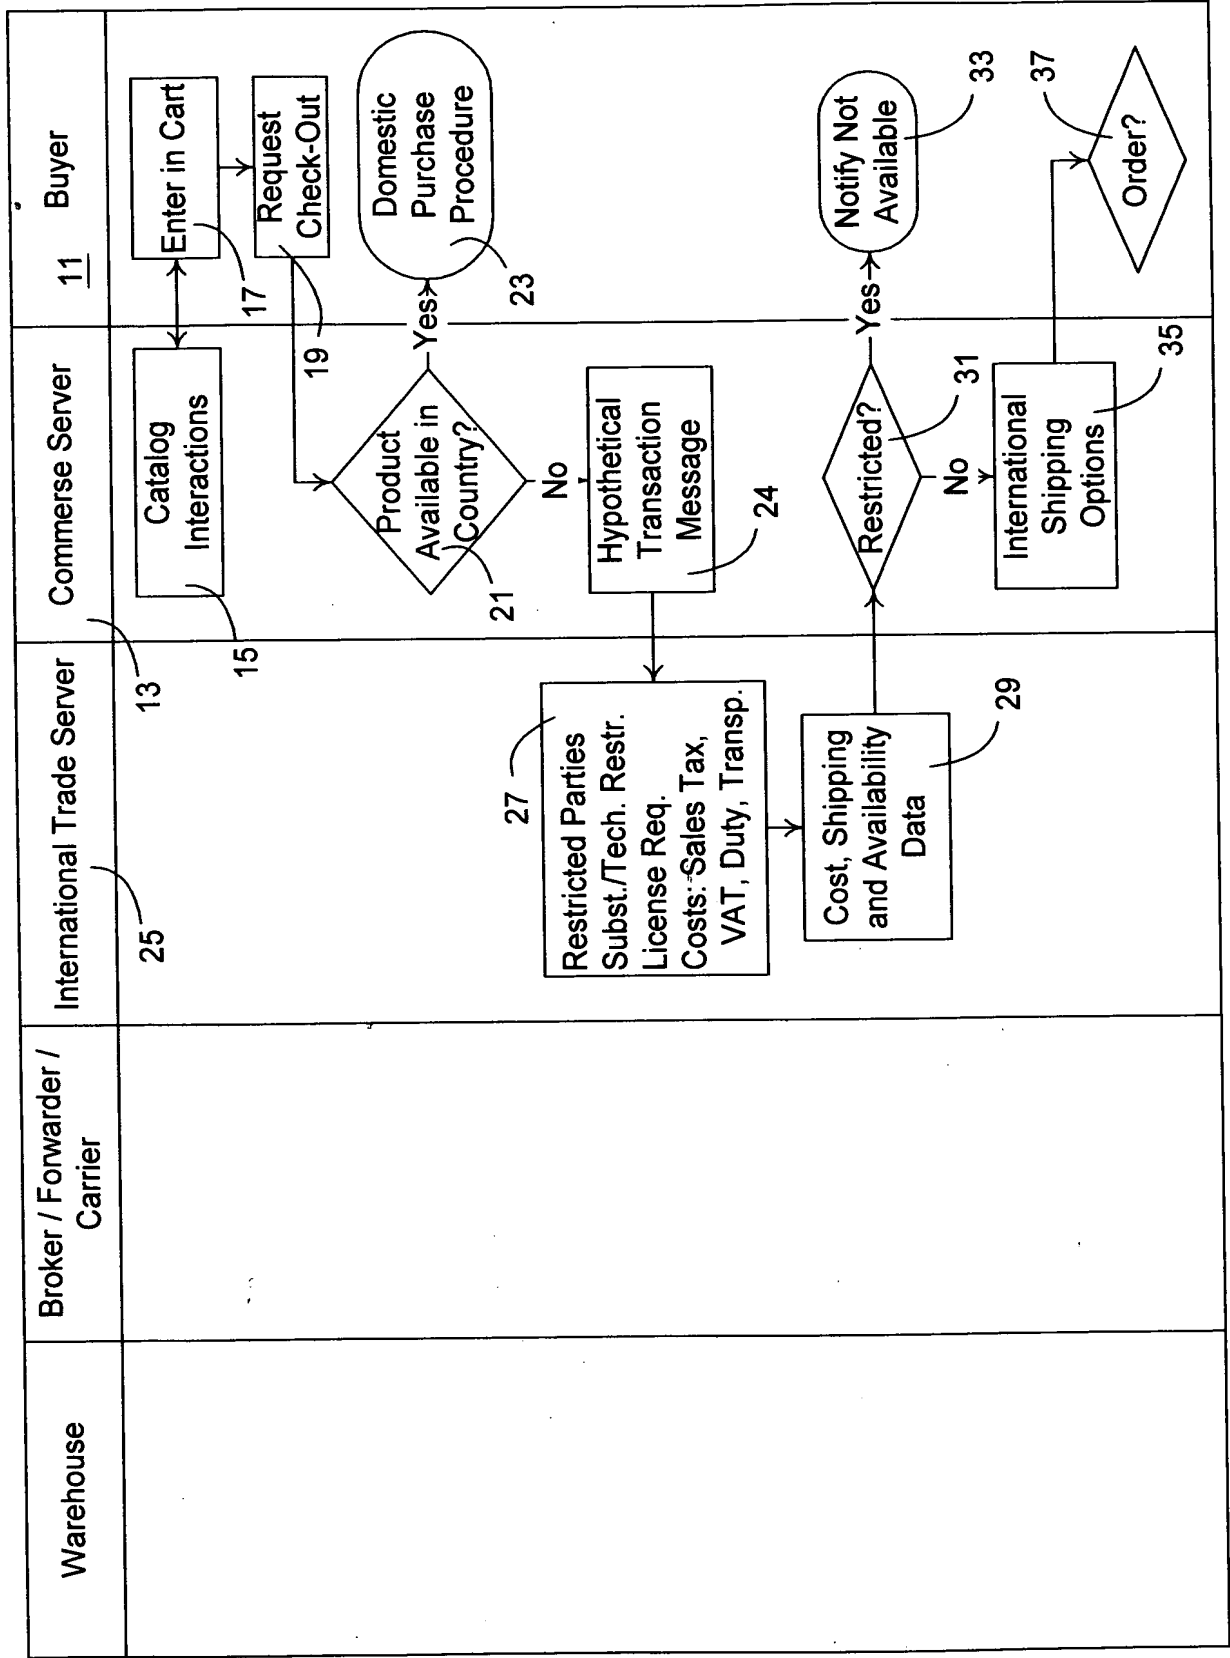 Warehouse
Broker / Forwarder /
Carrier
International Trade Server
25
Commerse Server
13
Buyer
11
Catalog
Interactions
15
Enter in Cart
17
Request
Check-Out
19
Product
Available in
Country?
21
Yes
Domestic
Purchase
Procedure
23
No
Hypothetical
Transaction
Message
24
27
Restricted Parties
Subst./Tech. Restr.
License Req.
Costs: Sales Tax,
VAT, Duty, Transp.
Cost, Shipping
and Availability
Data
29
Restricted?
31
Yes
Notify Not
Available
33
No
International
Shipping
Options
35
Order?
37